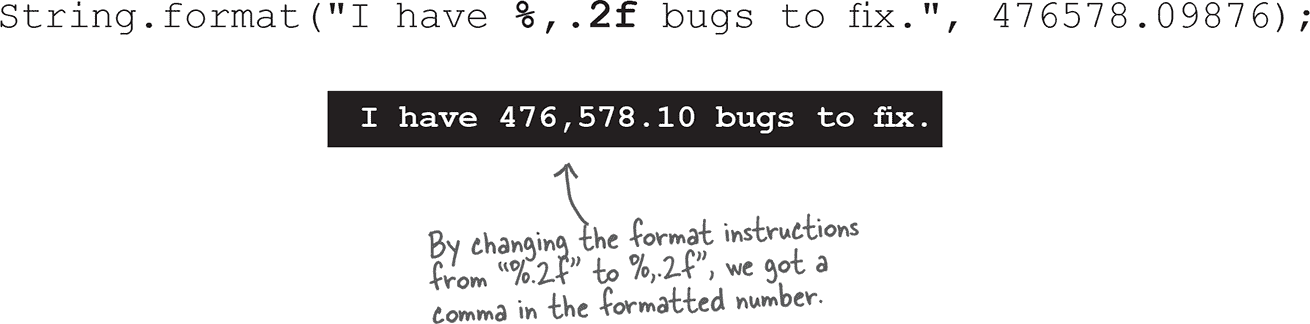 String.format("I have %,.2f bugs to fix.", 476578.09876);
I have 476,578.10 bugs to fix.
By changing the format instructions
from “%.2f” to %,.2f”, we got a
comma in the formatted number.